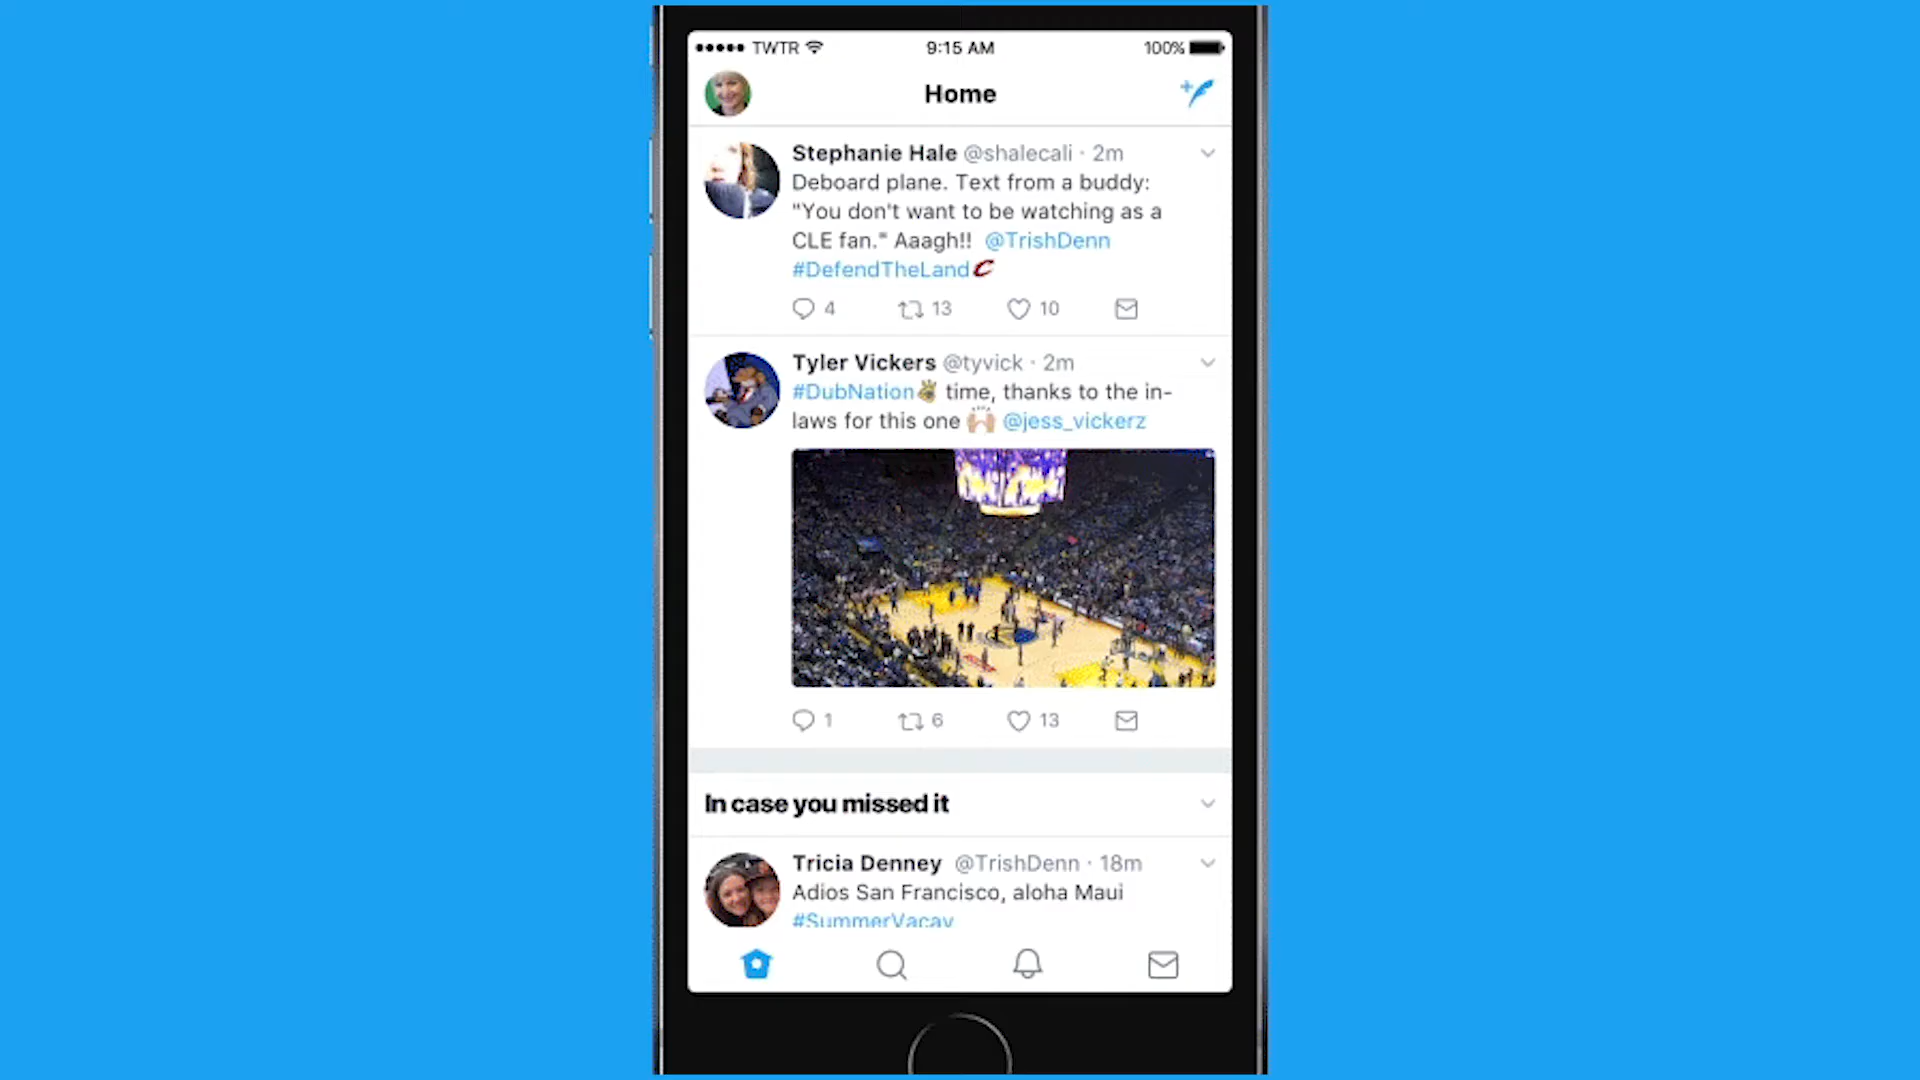 TWTR 9:15 AM 100%
Home
Stephanie Hale @shalecali · 2m
Deboard plane. Text from a buddy:
"You don't want to be watching as a
CLE fan." Aaagh!! @TrishDenn
#DefendTheLand
4 13 10
Tyler Vickers @tyvick · 2m
#DubNation time, thanks to the in-
laws for this one @jess_vickerz
1 6 13
In case you missed it
Tricia Denney @TrishDenn · 18m
Adios San Francisco, aloha Maui
#SummerVacay